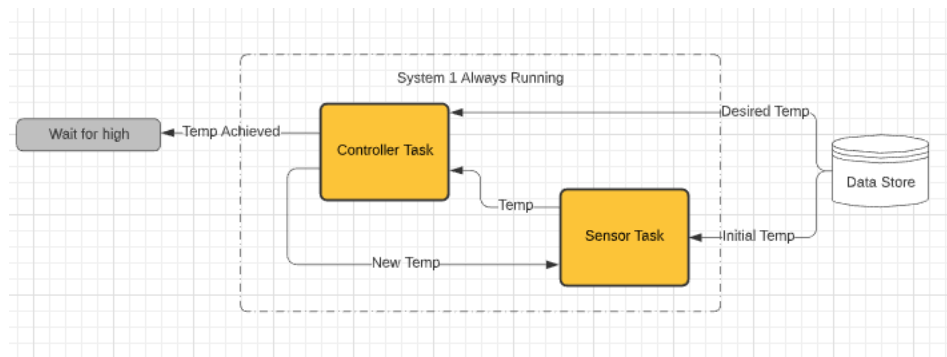 System 1 Always Running
Desired Temp
Wait for high
Temp Achieved
Controller Task
Data Store
Temp
Sensor Task
Initial Temp
New Temp